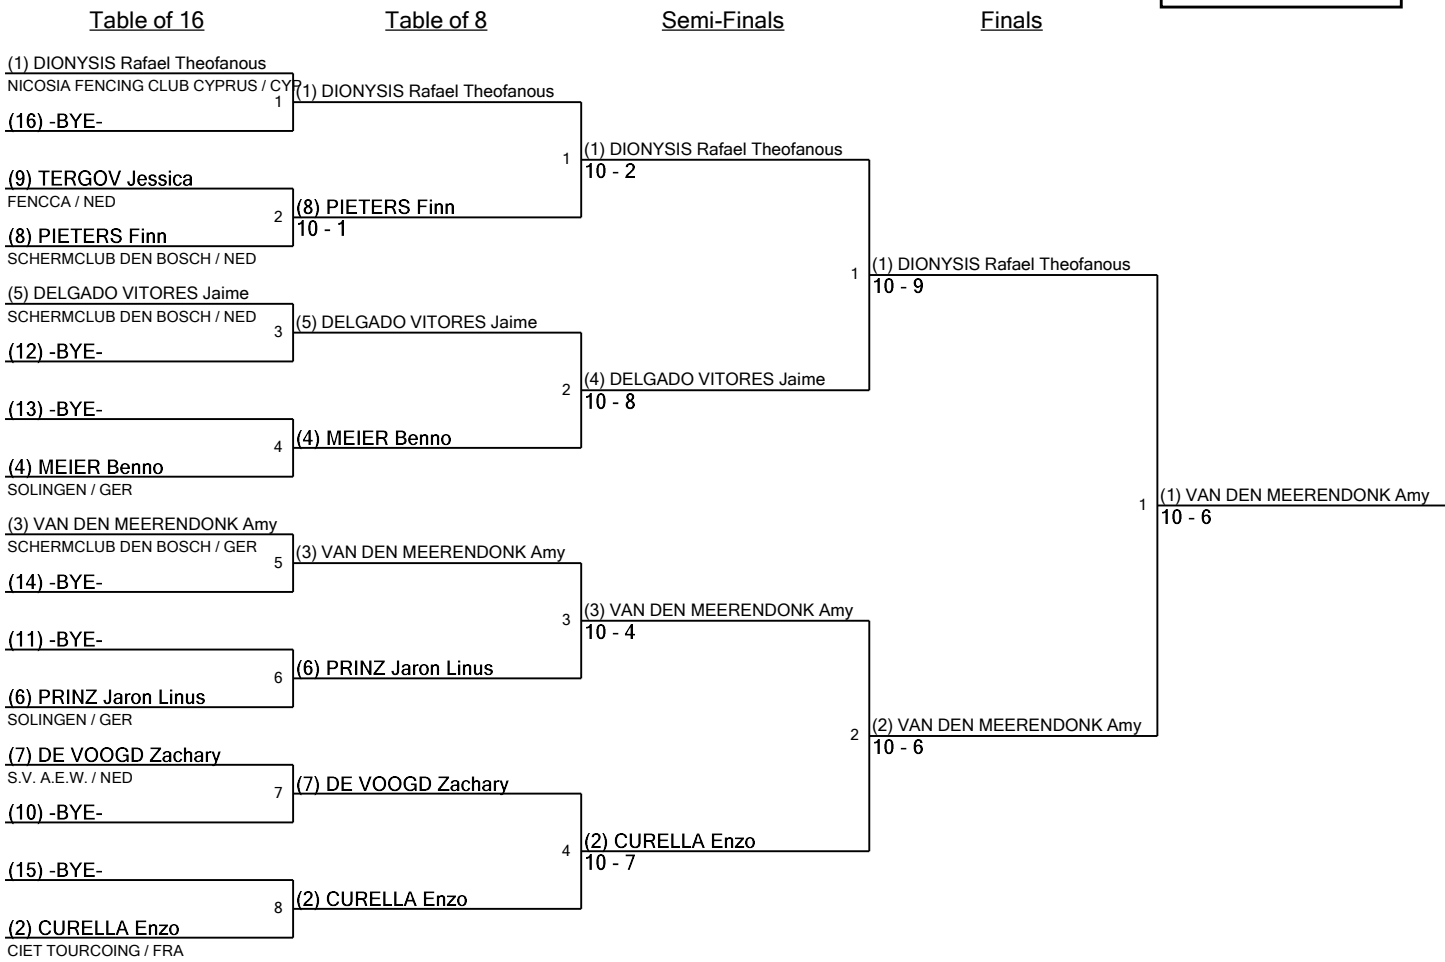 Table of 16
Table of 8
Semi-Finals
Finals
(1) DIONYSIS Rafael Theofanous
NICOSIA FENCING CLUB CYPRUS / CYP
1
(1) DIONYSIS Rafael Theofanous
(16) -BYE-
1
(1) DIONYSIS Rafael Theofanous
10 - 2
(9) TERGOV Jessica
FENCCA / NED
2
(8) PIETERS Finn
10 - 1
(8) PIETERS Finn
SCHERMCLUB DEN BOSCH / NED
1
(1) DIONYSIS Rafael Theofanous
10 - 9
(5) DELGADO VITORES Jaime
SCHERMCLUB DEN BOSCH / NED
3
(5) DELGADO VITORES Jaime
(12) -BYE-
2
(4) DELGADO VITORES Jaime
10 - 8
(13) -BYE-
4
(4) MEIER Benno
(4) MEIER Benno
SOLINGEN / GER
1
(1) VAN DEN MEERENDONK Amy
10 - 6
(3) VAN DEN MEERENDONK Amy
SCHERMCLUB DEN BOSCH / GER
5
(3) VAN DEN MEERENDONK Amy
(14) -BYE-
3
(3) VAN DEN MEERENDONK Amy
10 - 4
(11) -BYE-
6
(6) PRINZ Jaron Linus
(6) PRINZ Jaron Linus
SOLINGEN / GER
2
(2) VAN DEN MEERENDONK Amy
10 - 6
(7) DE VOOGD Zachary
S.V. A.E.W. / NED
7
(7) DE VOOGD Zachary
(10) -BYE-
4
(2) CURELLA Enzo
10 - 7
(15) -BYE-
8
(2) CURELLA Enzo
(2) CURELLA Enzo
CIET TOURCOING / FRA